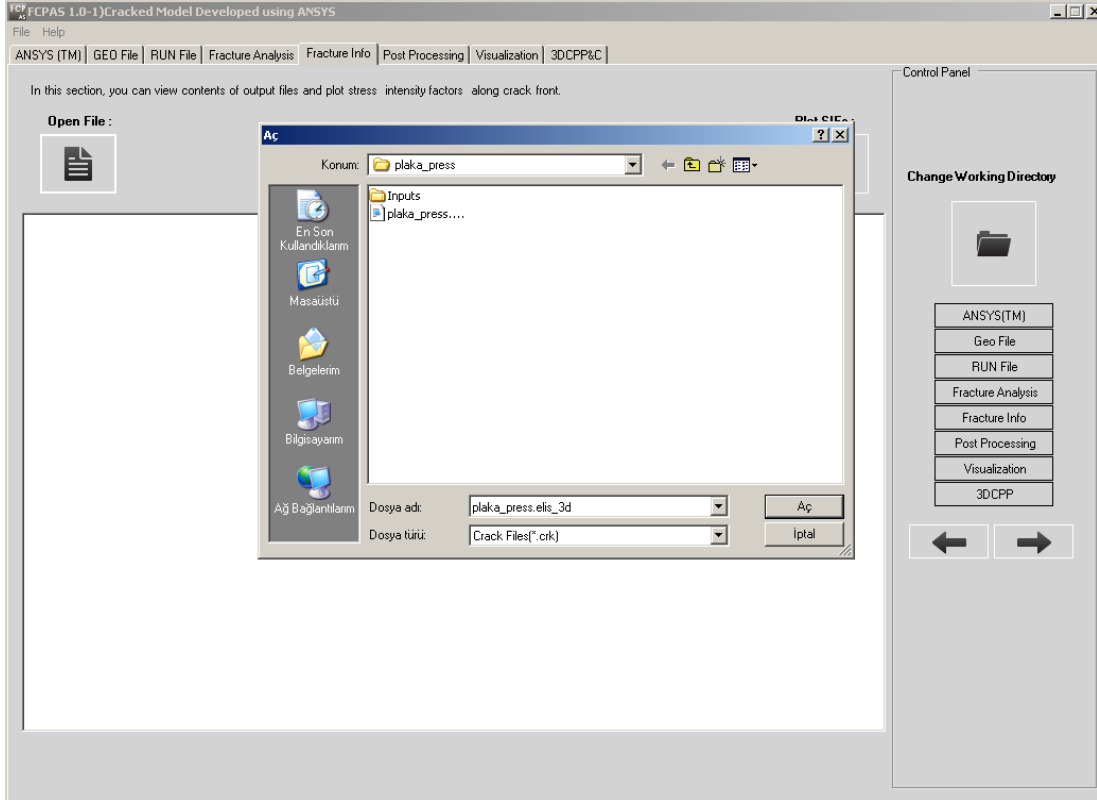 FCPAS 1.0-1)Cracked Model Developed using ANSYS
File Help
ANSYS (TM) GEO File RUN File Fracture Analysis Fracture Info Post Processing Visualization 3DCPP&C
Control Panel
In this section, you can view contents of output files and plot stress intensity factors along crack front.
Open File :
Plot SIFs :
Aç
Konum: plaka_press
Inputs
plaka_press....
En Son
Kullandıklarım
Masaüstü
Belgelerim
Bilgisayarım
Ağ Bağlantılarım
Dosya adı: plaka_press.elis_3d Aç
Dosya türü: Crack Files(*.crk) İptal
Change Working Directory
ANSYS(TM)
Geo File
RUN File
Fracture Analysis
Fracture Info
Post Processing
Visualization
3DCPP